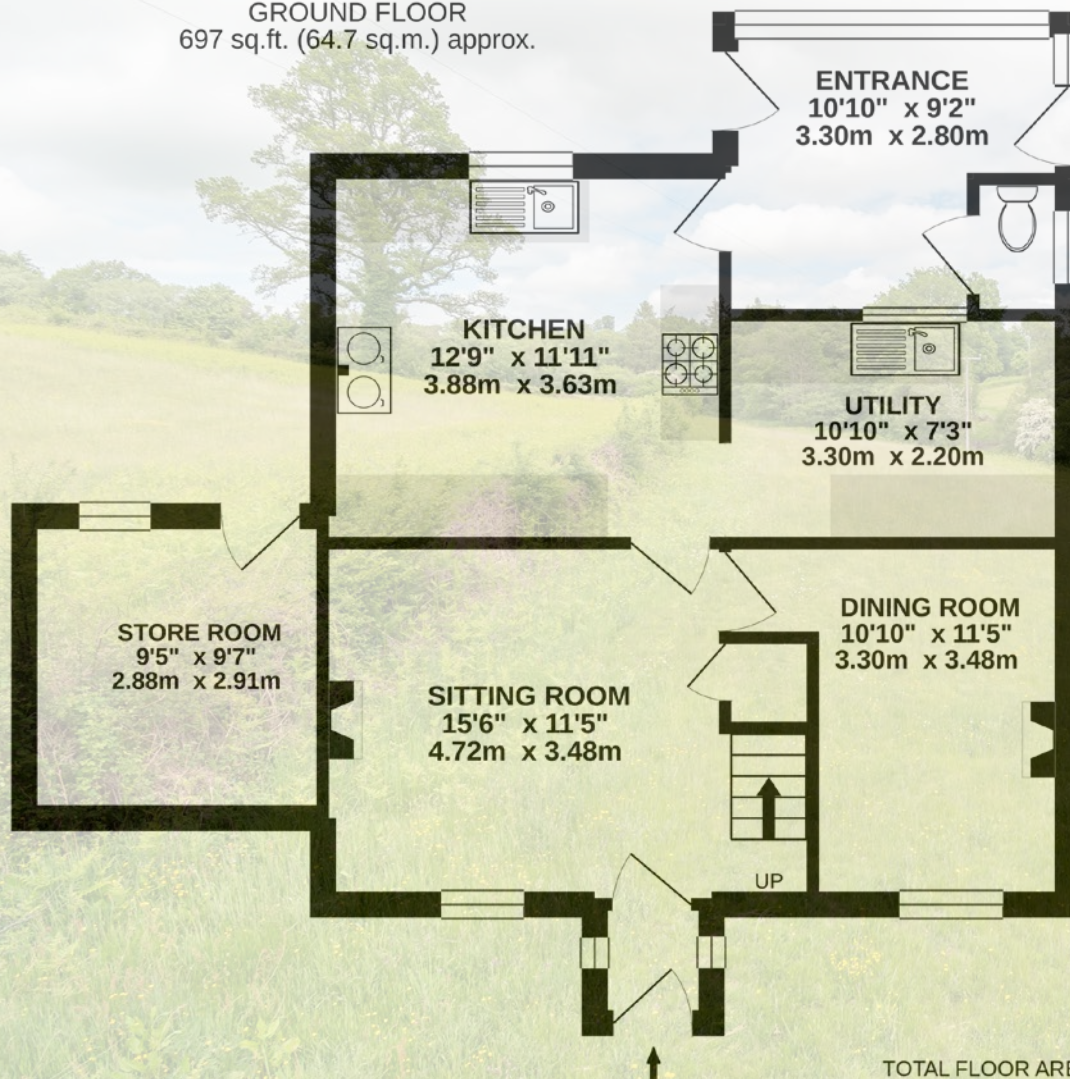 GROUND FLOOR
697 sq.ft. (64.7 sq.m.) approx.
ENTRANCE
10'10" x 9'2"
3.30m x 2.80m
KITCHEN
12'9" x 11'11"
3.88m x 3.63m
UTILITY
10'10" x 7'3"
3.30m x 2.20m
STORE ROOM
9'5" x 9'7"
2.88m x 2.91m
DINING ROOM
10'10" x 11'5"
3.30m x 3.48m
SITTING ROOM
15'6" x 11'5"
4.72m x 3.48m
UP
TOTAL FLOOR